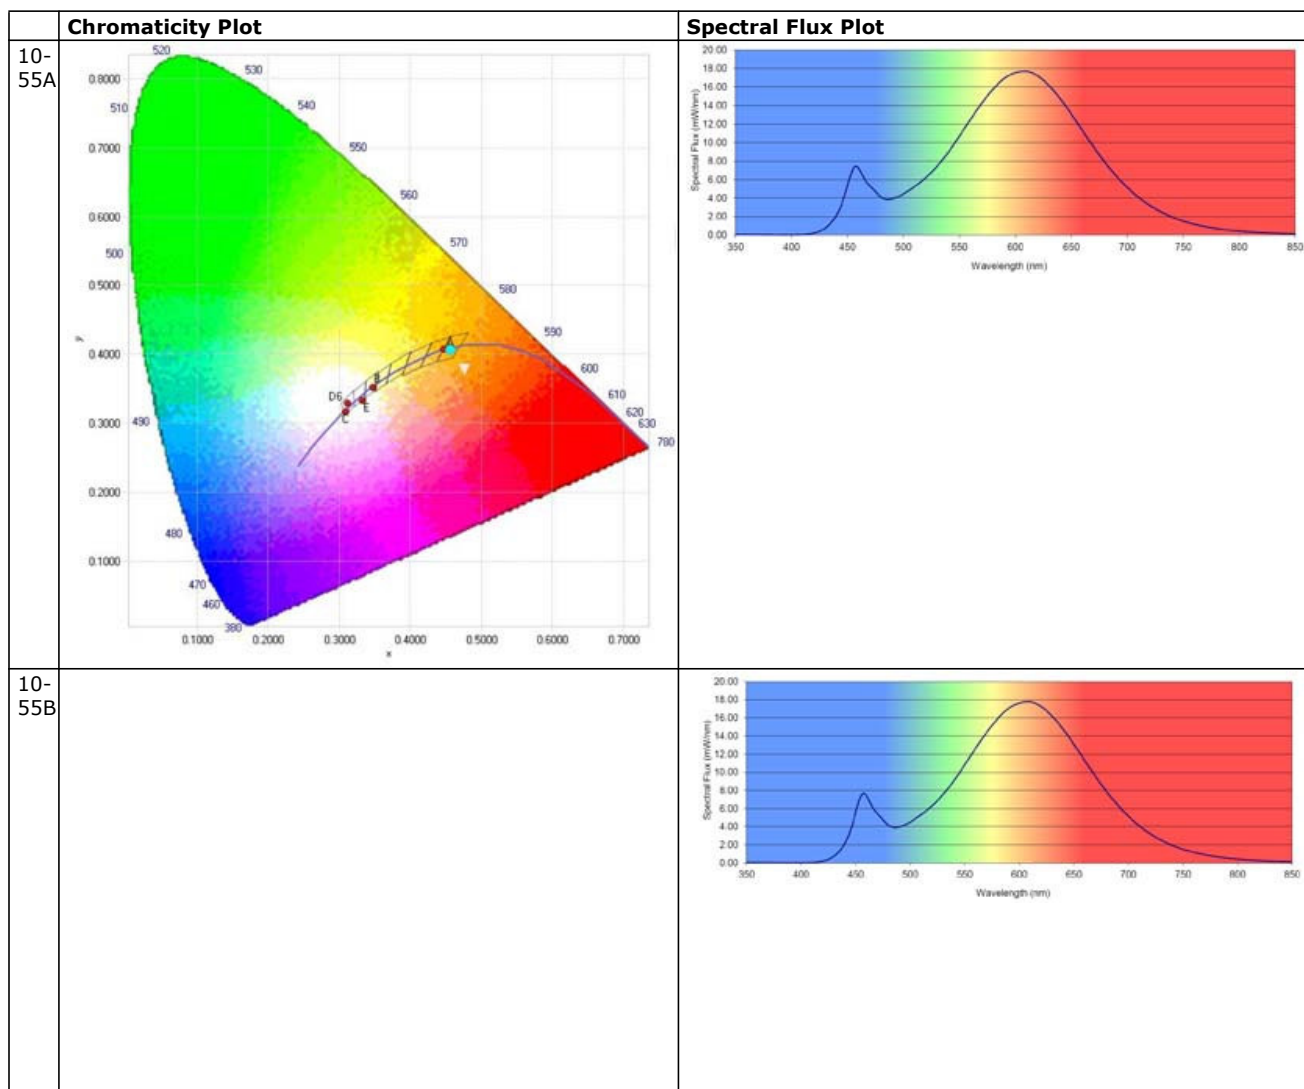 Chromaticity Plot
Spectral Flux Plot
10-
55A
520
530
540
550
560
570
580
590
600
610
620
630
780
510
500
490
480
470
460
380
0.8000
0.7000
0.6000
0.5000
0.4000
0.3000
0.2000
0.1000
y
A
B
D6
E
C
0.1000 0.2000 0.3000 0.4000 0.5000 0.6000 0.7000
x
20.00
18.00
16.00
14.00
12.00
10.00
8.00
6.00
4.00
2.00
0.00
Spectral Flux (mW/nm)
350 400 450 500 550 600 650 700 750 800 850
Wavelength (nm)
10-
55B
20.00
18.00
16.00
14.00
12.00
10.00
8.00
6.00
4.00
2.00
0.00
Spectral Flux (mW/nm)
350 400 450 500 550 600 650 700 750 800 850
Wavelength (nm)